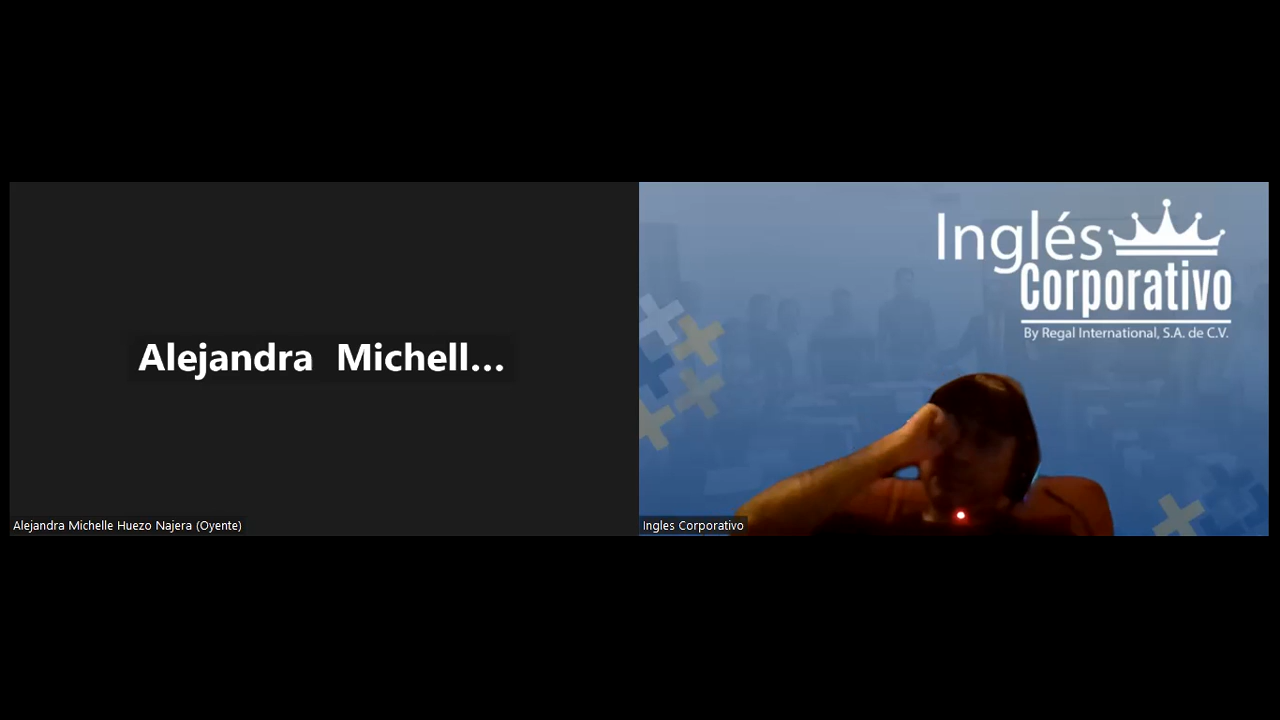 Alejandra Michell...
Alejandra Michelle Huezo Najera (Oyente)
Inglés
Corporativo
By Regal International, S.A. de C.V.
Ingles Corporativo